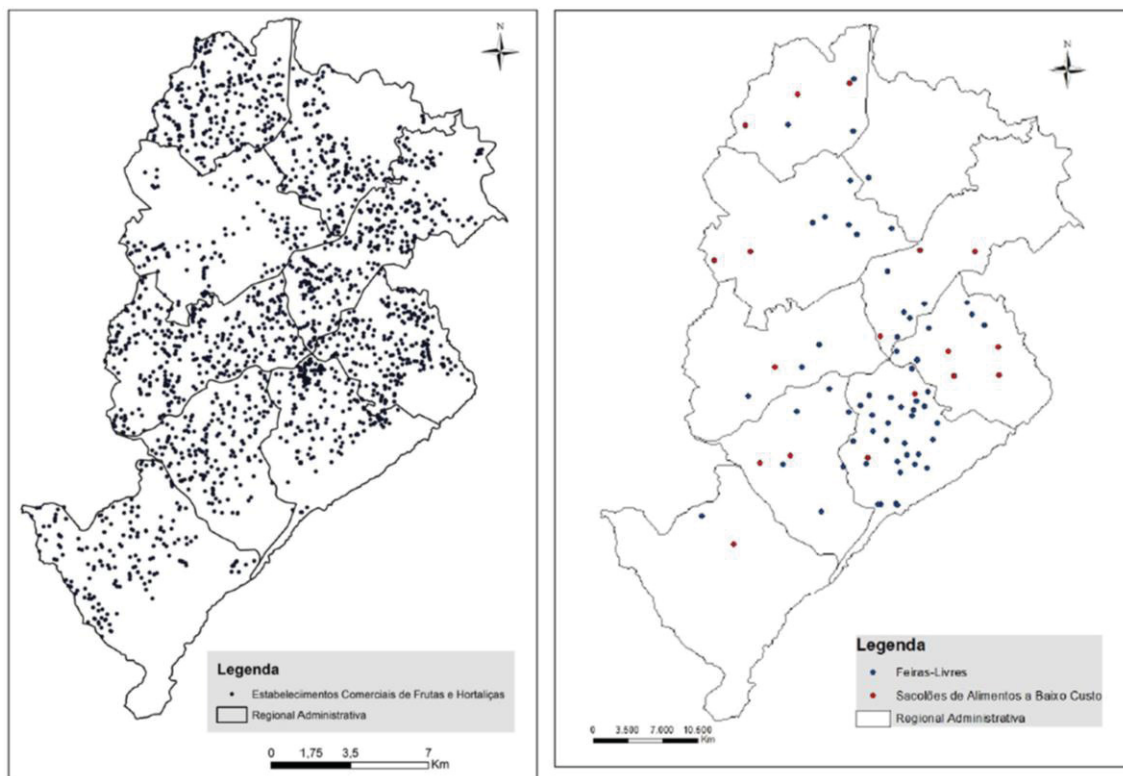 N
Legenda
Estabelecimentos Comerciais de Frutas e Hortaliças
Regional Administrativa
0 1,75 3,5 7
Km
N
Legenda
Feiras-Livres
Sacolões de Alimentos a Baixo Custo
Regional Administrativa
0 3.500 7.000 10.500
Km